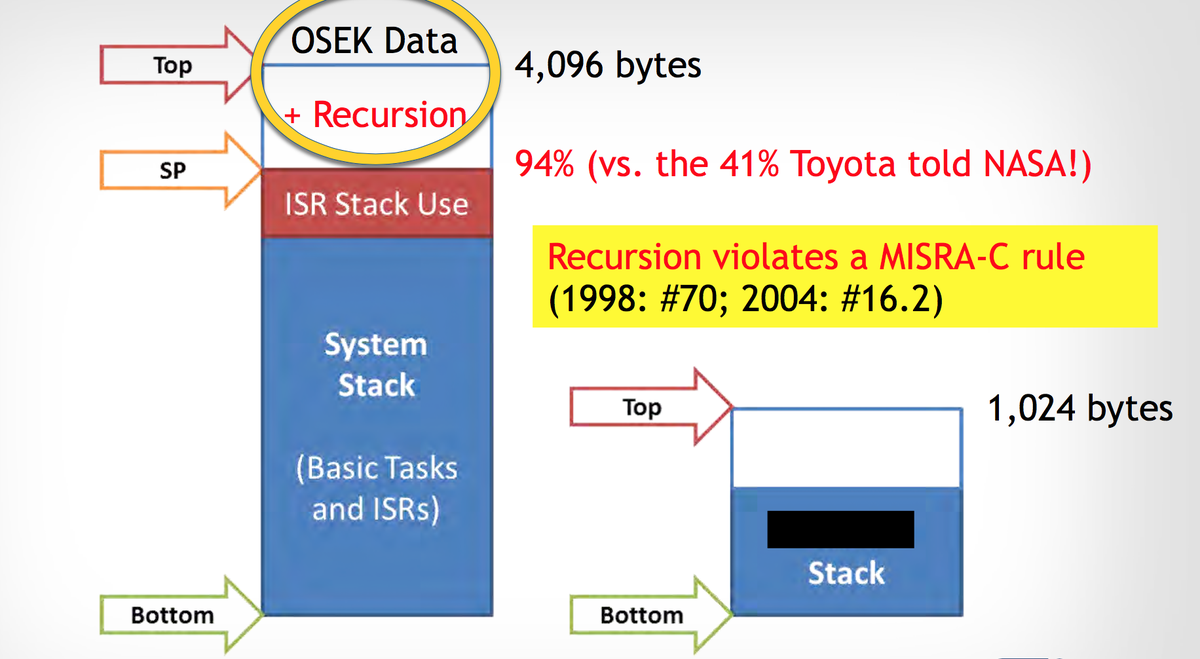 OSEK Data
Top
4,096 bytes
+ Recursion
SP
94% (vs. the 41% Toyota told NASA!)
ISR Stack Use
Recursion violates a MISRA-C rule
(1998: #70; 2004: #16.2)
System
Stack
(Basic Tasks
and ISRs)
Bottom
Top
1,024 bytes
Stack
Bottom